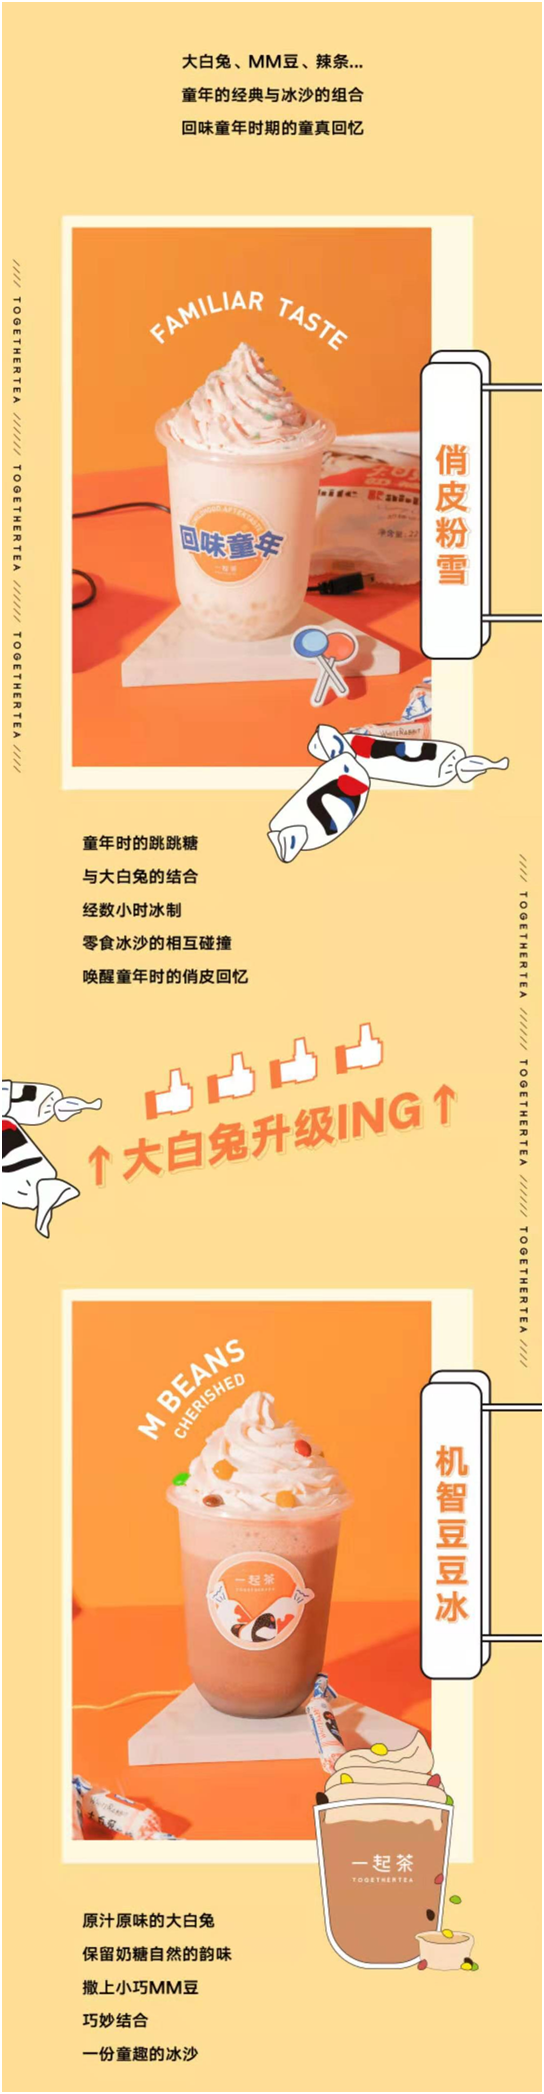 大白兔、MM豆、辣条...
童年的经典与冰沙的组合
回味童年时期的童真回忆
//// TOGETHERTEA ////// TOGETHERTEA ////// TOGETHERTEA ////
FAMILIAR TASTE
俏皮粉雪
回味童年
一起茶
童年时的跳跳糖
与大白兔的结合
经数小时冰制
零食冰沙的相互碰撞
唤醒童年时的俏皮回忆
//// TOGETHERTEA ////// TOGETHERTEA ////// TOGETHERTEA ////
↑大白兔升级ING↑
M BEANS
CHERISHED
机智豆豆冰
一起茶
一起茶
TOGETHERTEA
原汁原味的大白兔
保留奶糖自然的韵味
撒上小巧MM豆
巧妙结合
一份童趣的冰沙